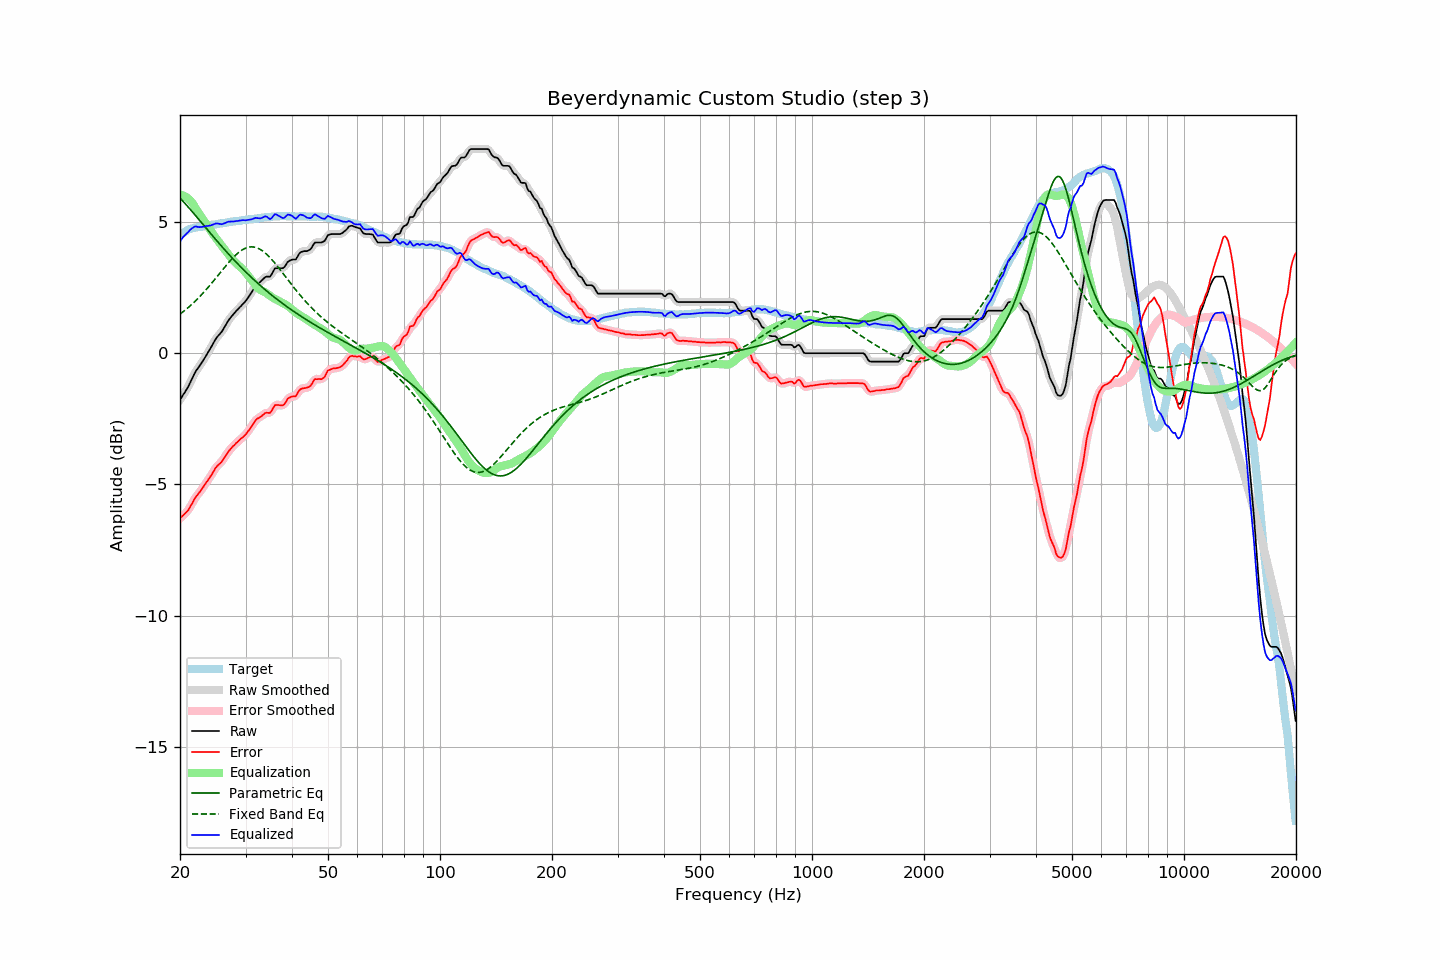 Beyerdynamic Custom Studio (step 3)
Amplitude (dBr)
5
0
−5
−10
−15
Target
Raw Smoothed
Error Smoothed
Raw
Error
Equalization
Parametric Eq
Fixed Band Eq
Equalized
20 50 100 200 500 1000 2000 5000 10000 20000
Frequency (Hz)